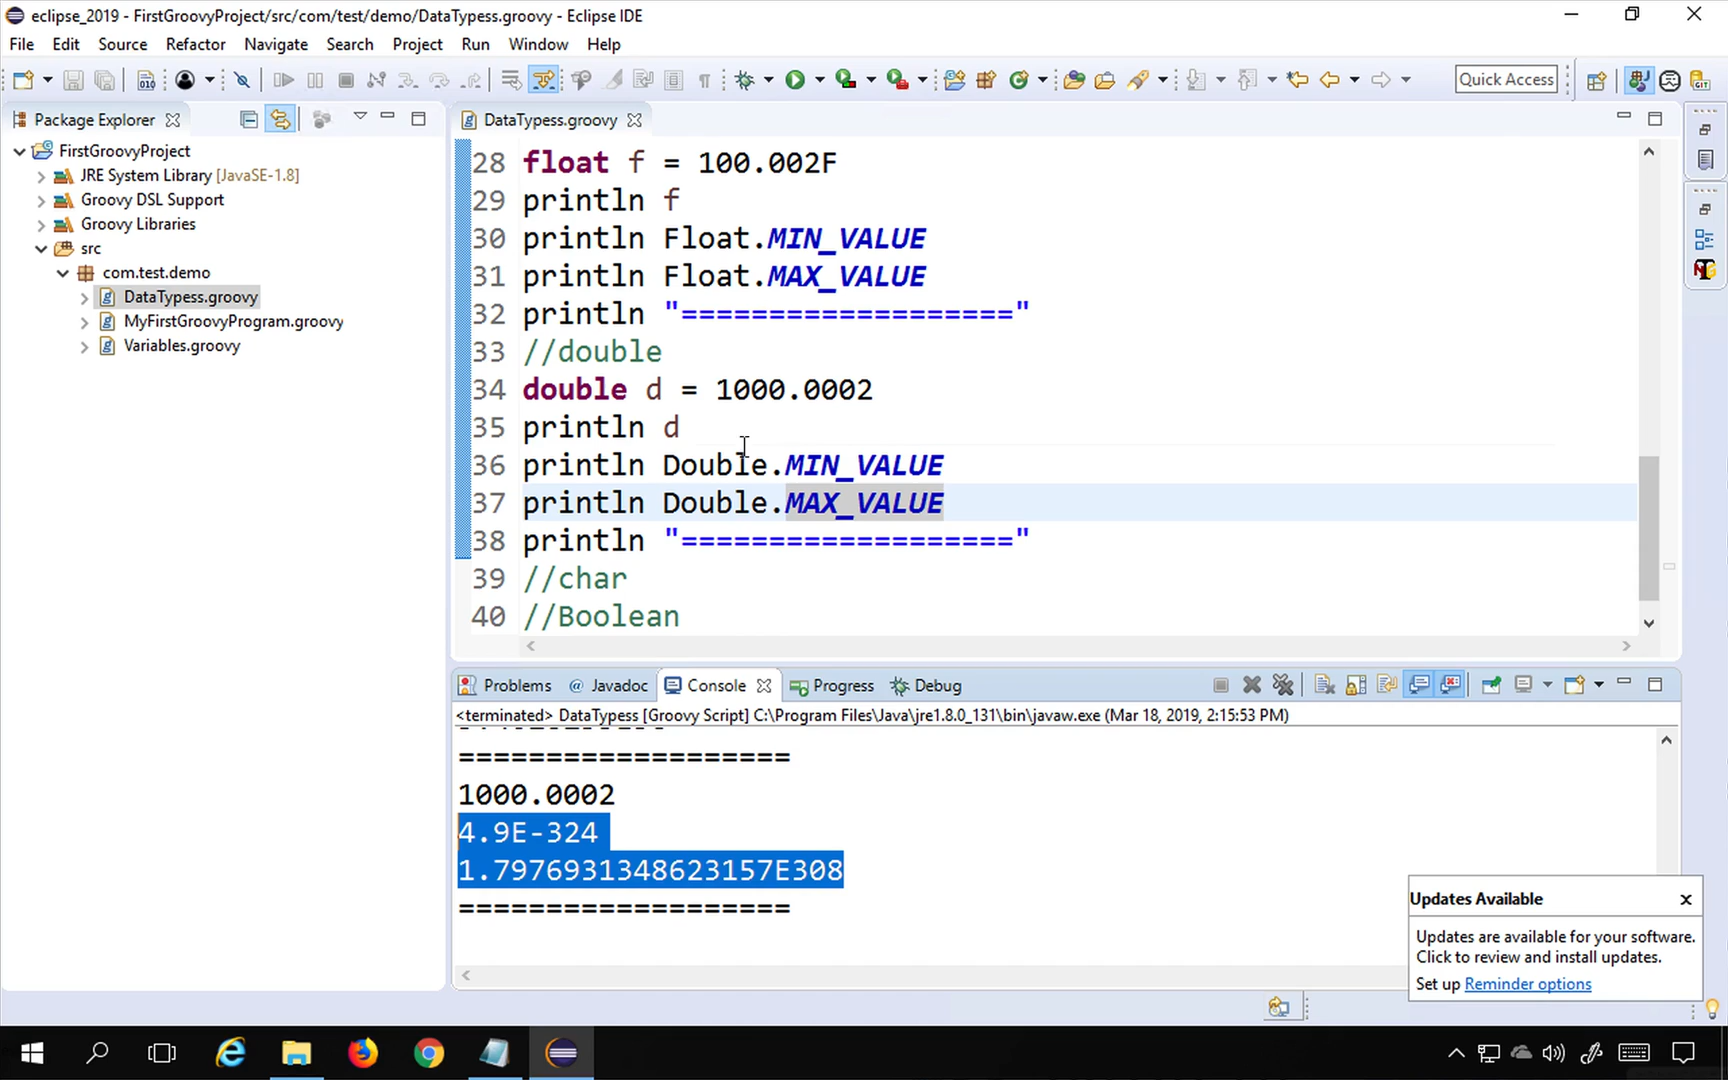 eclipse_2019 - FirstGroovyProject/src/com/test/demo/DataTypess.groovy - Eclipse IDE
File Edit Source Refactor Navigate Search Project Run Window Help
Quick Access
Package Explorer
FirstGroovyProject
JRE System Library [JavaSE-1.8]
Groovy DSL Support
Groovy Libraries
src
com.test.demo
DataTypess.groovy
MyFirstGroovyProgram.groovy
Variables.groovy
DataTypess.groovy
28 float f = 100.002F
29 println f
30 println Float.MIN_VALUE
31 println Float.MAX_VALUE
32 println "==================="
33 //double
34 double d = 1000.0002
35 println d
36 println Double.MIN_VALUE
37 println Double.MAX_VALUE
38 println "==================="
39 //char
40 //Boolean
Problems @ Javadoc Console Progress Debug
<terminated> DataTypess [Groovy Script] C:\Program Files\Java\jre1.8.0_131\bin\javaw.exe (Mar 18, 2019, 2:15:53 PM)
===================
1000.0002
4.9E-324
1.7976931348623157E308
===================
Updates Available
Updates are available for your software.
Click to review and install updates.
Set up Reminder options